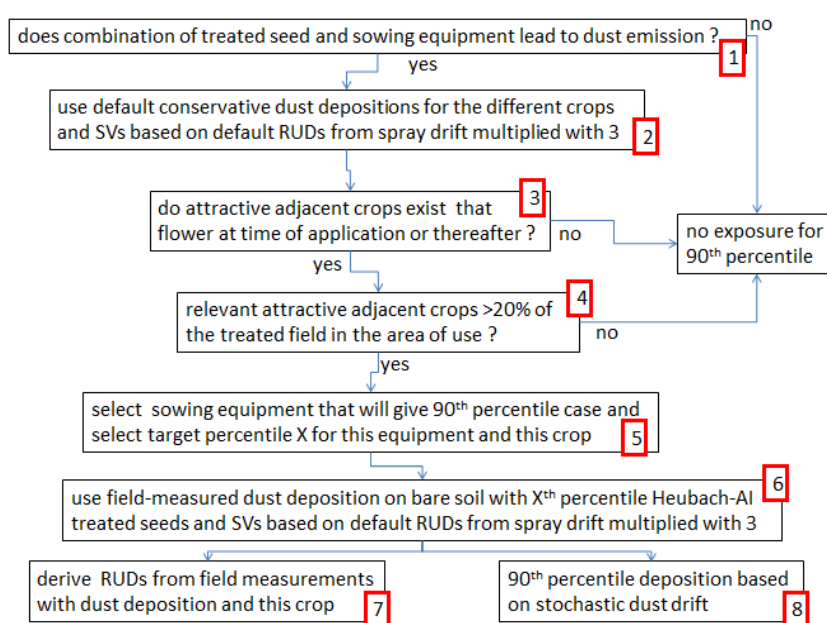 does combination of treated seed and sowing equipment lead to dust emission ?
1
no
yes
use default conservative dust depositions for the different crops
and SVs based on default RUDs from spray drift multiplied with 3
2
do attractive adjacent crops exist that
flower at time of application or thereafter ?
3
no
no exposure for
90th percentile
yes
relevant attractive adjacent crops >20% of
the treated field in the area of use ?
4
no
yes
select sowing equipment that will give 90th percentile case and
select target percentile X for this equipment and this crop
5
use field-measured dust deposition on bare soil with Xth percentile Heubach-AI
treated seeds and SVs based on default RUDs from spray drift multiplied with 3
6
derive RUDs from field measurements
with dust deposition and this crop
7
90th percentile deposition based
on stochastic dust drift
8